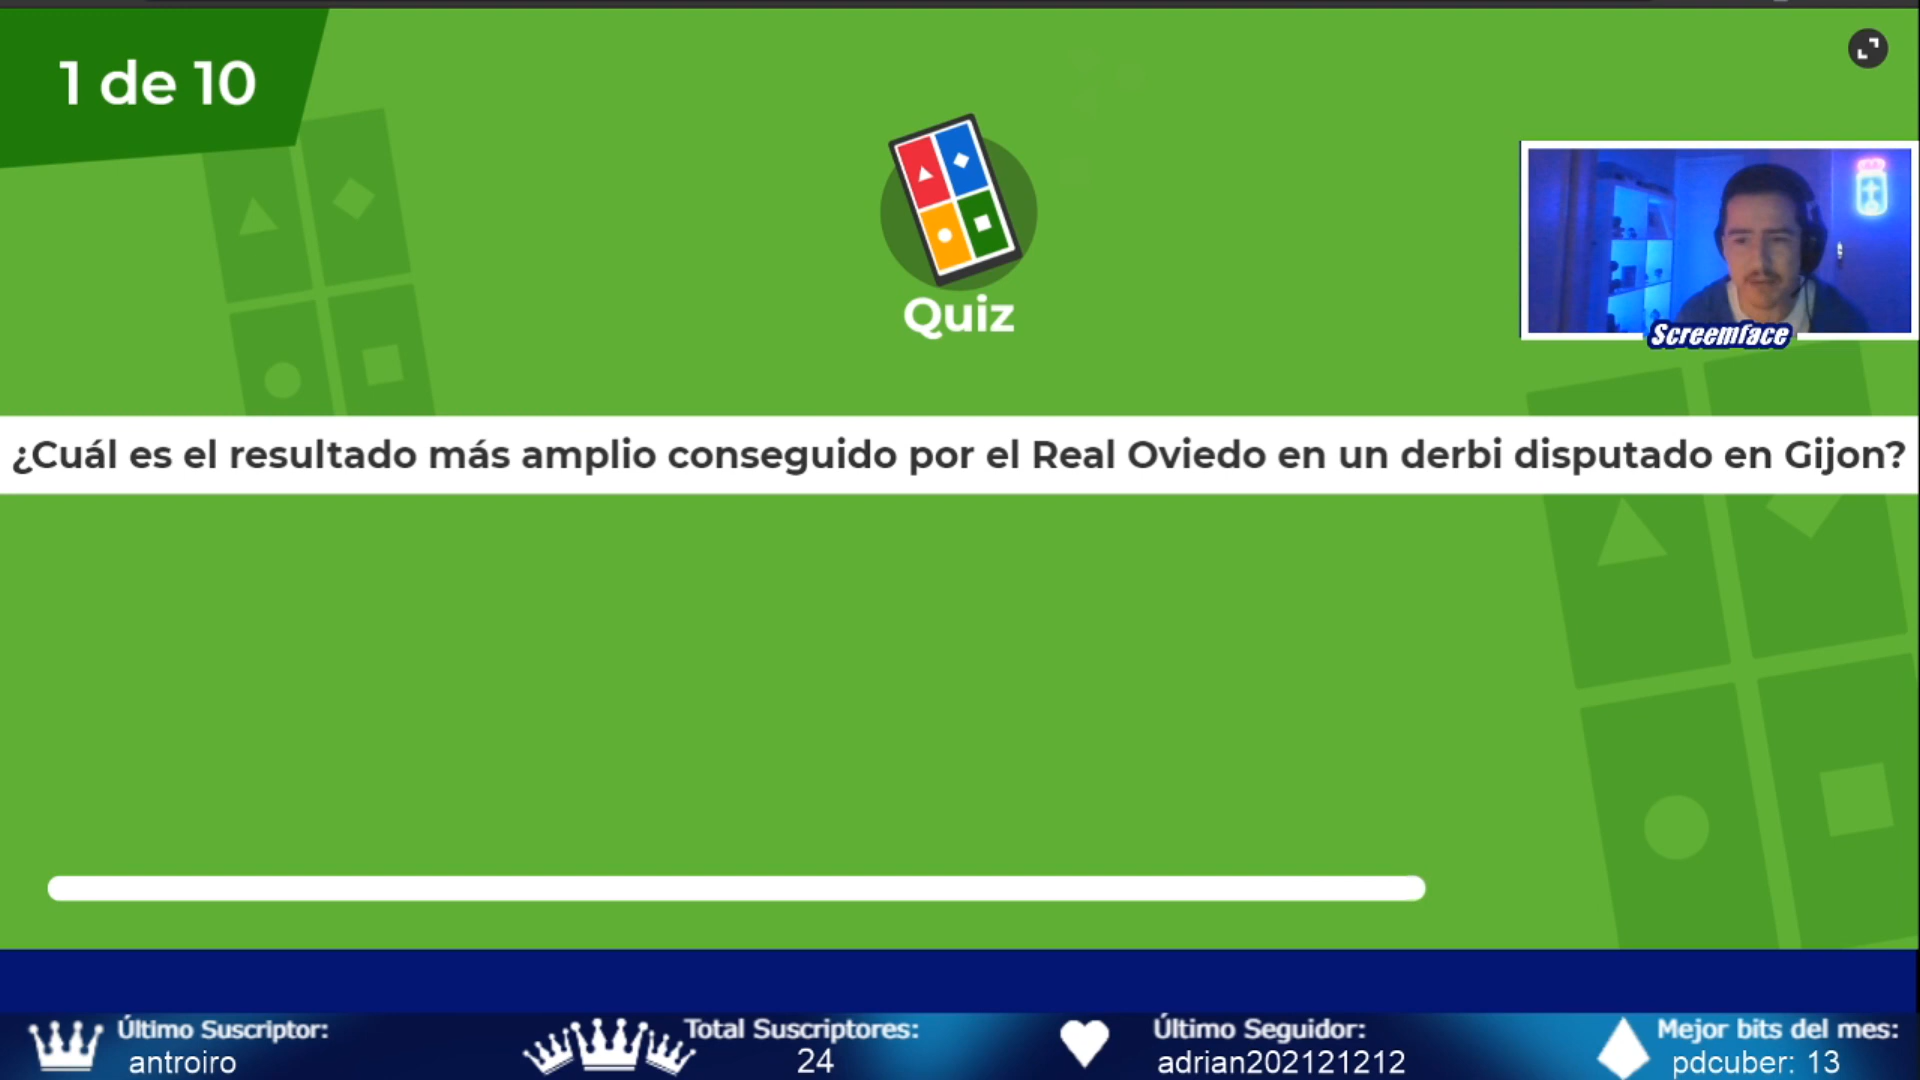 1 de 10
Quiz
Screemface
¿Cuál es el resultado más amplio conseguido por el Real Oviedo en un derbi disputado en Gijon?
Último Suscriptor:
antroiro
Total Suscriptores:
24
Último Seguidor:
adrian202121212
Mejor bits del mes:
pdcuber: 13